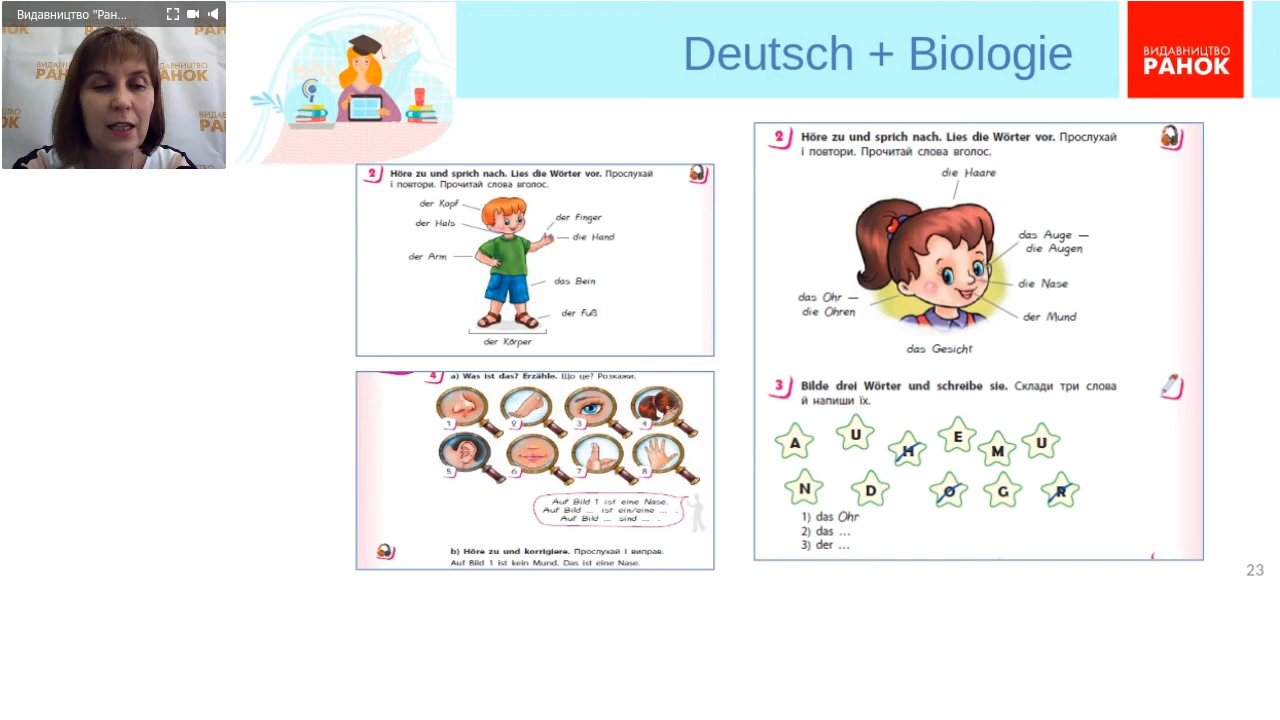 Видавництво "Ран...
Deutsch + Biologie
ВИДАВНИЦТВО
РАНОК
2 Höre zu und sprich nach. Lies die Wörter vor. Прослухай
і повтори. Прочитай слова вголос.
der Kopf
der Hals
der Arm
der Finger
die Hand
das Bein
der Fuß
der Körper
4 a) Was ist das? Erzähle. Що це? Розкажи.
1 2 3 4
5 6 7 8
Auf Bild 1 ist eine Nase.
Auf Bild ... ist ein/eine ... .
Auf Bild ... sind ... .
b) Höre zu und korrigiere. Прослухай і виправ.
Auf Bild 1 ist kein Mund. Das ist eine Nase.
2 Höre zu und sprich nach. Lies die Wörter vor. Прослухай
і повтори. Прочитай слова вголос.
die Haare
das Auge —
die Augen
die Nase
das Ohr —
die Ohren
der Mund
das Gesicht
3 Bilde drei Wörter und schreibe sie. Склади три слова
й напиши їх.
A U H E M U
N D O G R
1) das Ohr
2) das ...
3) der ...
23